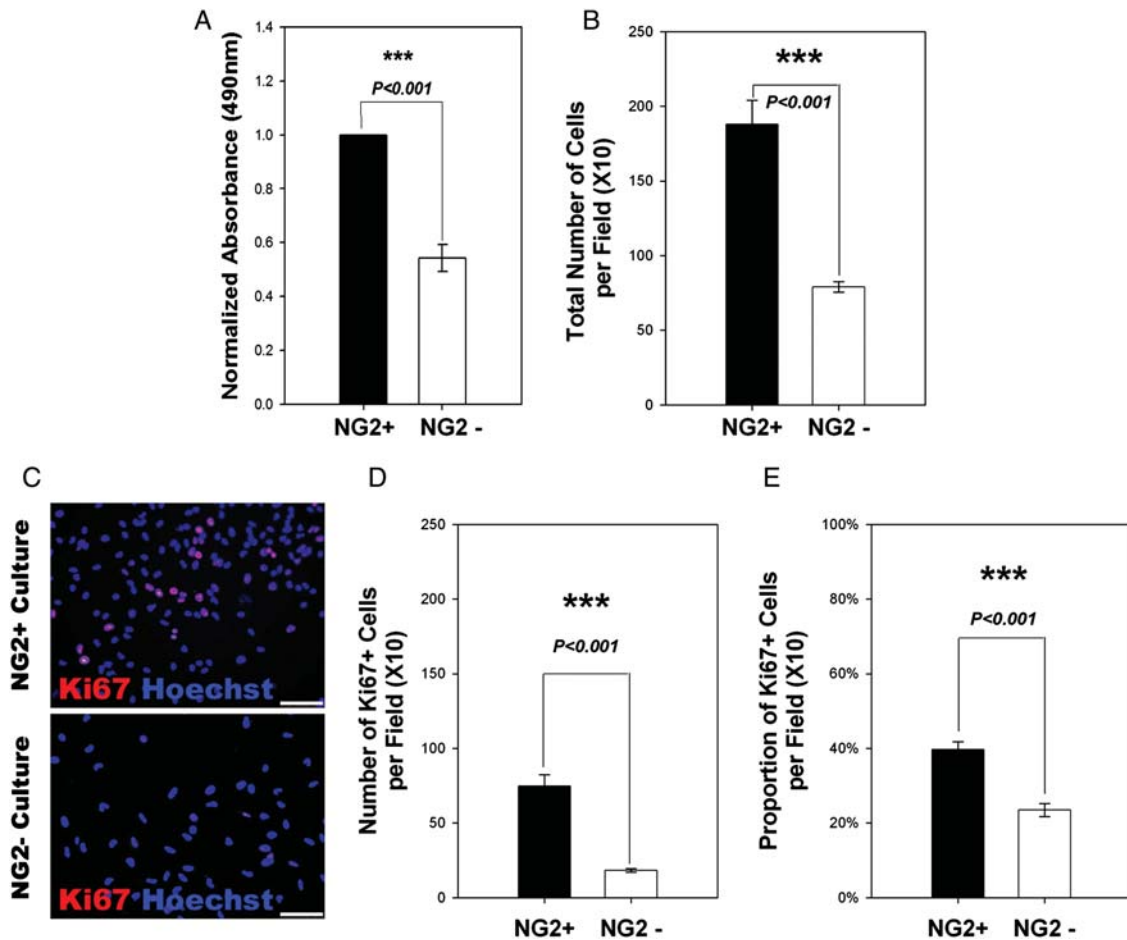 A
Normalized Absorbance (490nm)
1.4
1.2
1.0
0.8
0.6
0.4
0.2
0.0
***
P<0.001
NG2+ NG2 -
B
Total Number of Cells
per Field (X10)
250
200
150
100
50
0
***
P<0.001
NG2+ NG2 -
C
NG2+ Culture
Ki67 Hoechst
NG2- Culture
Ki67 Hoechst
D
Number of Ki67+ Cells
per Field (X10)
250
200
150
100
50
0
***
P<0.001
NG2+ NG2 -
E
Proportion of Ki67+ Cells
per Field (X10)
100%
80%
60%
40%
20%
0%
***
P<0.001
NG2+ NG2 -